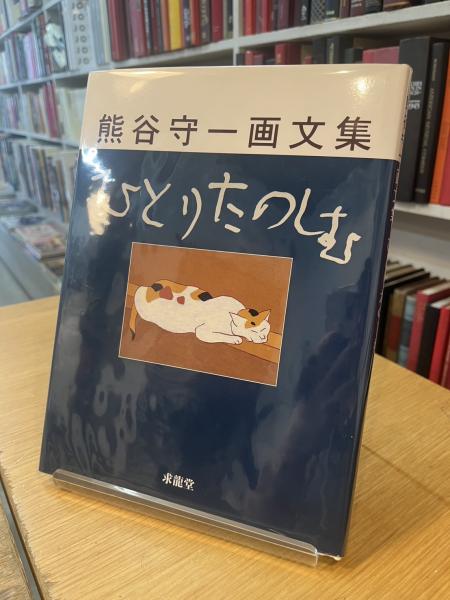 熊谷守一画文集
ひとりたのしむ
求龍堂